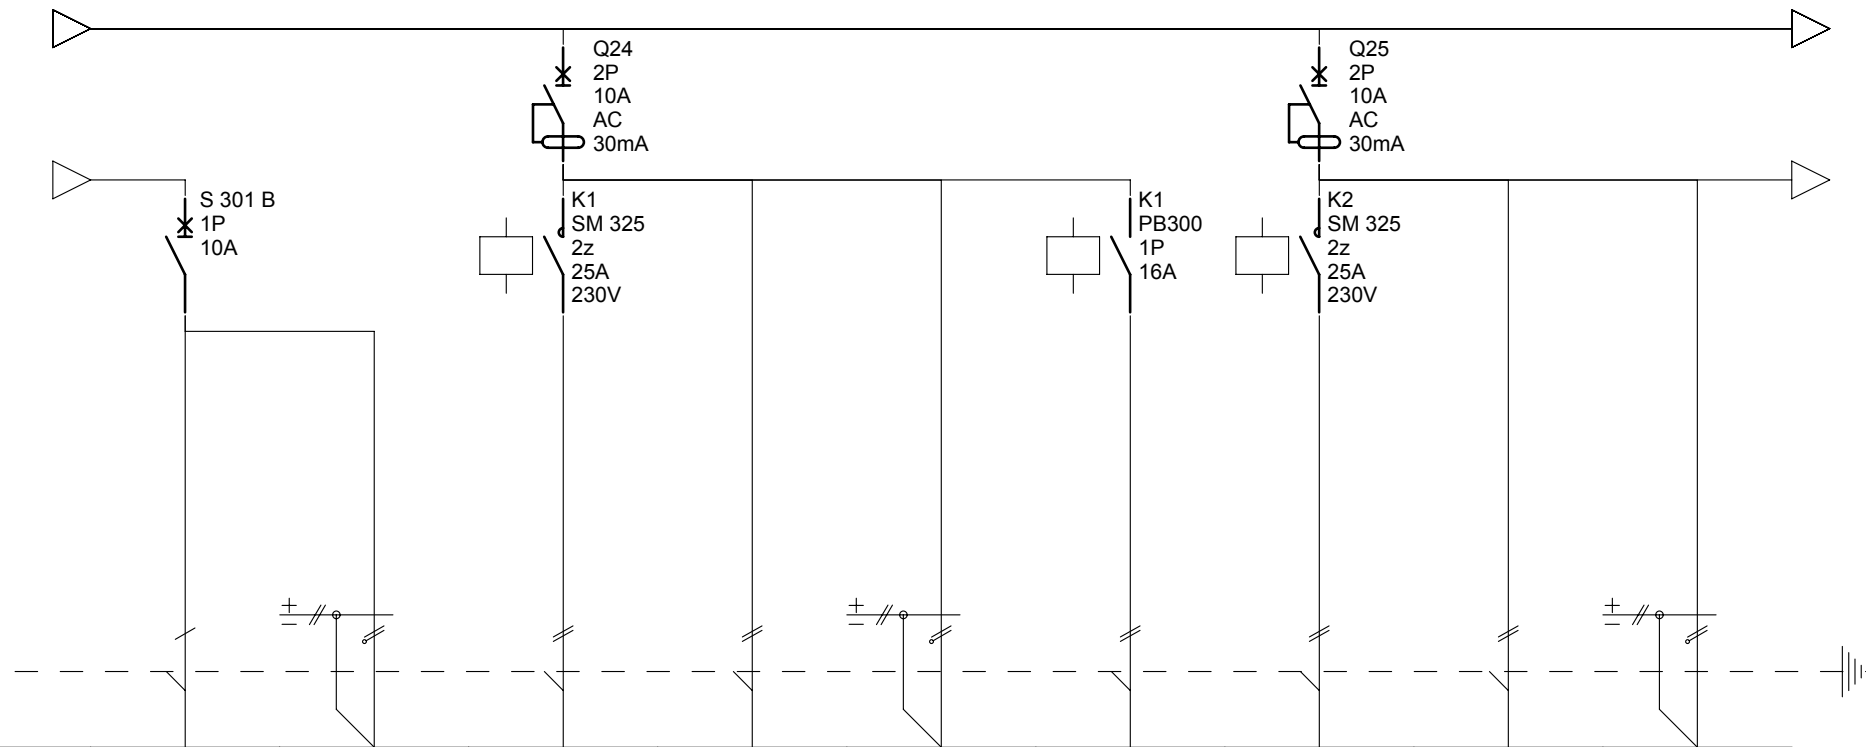 Q24
2P
10A
AC
30mA
Q25
2P
10A
AC
30mA
S 301 B
1P
10A
K1
SM 325
2z
25A
230V
K1
PB300
1P
16A
K2
SM 325
2z
25A
230V